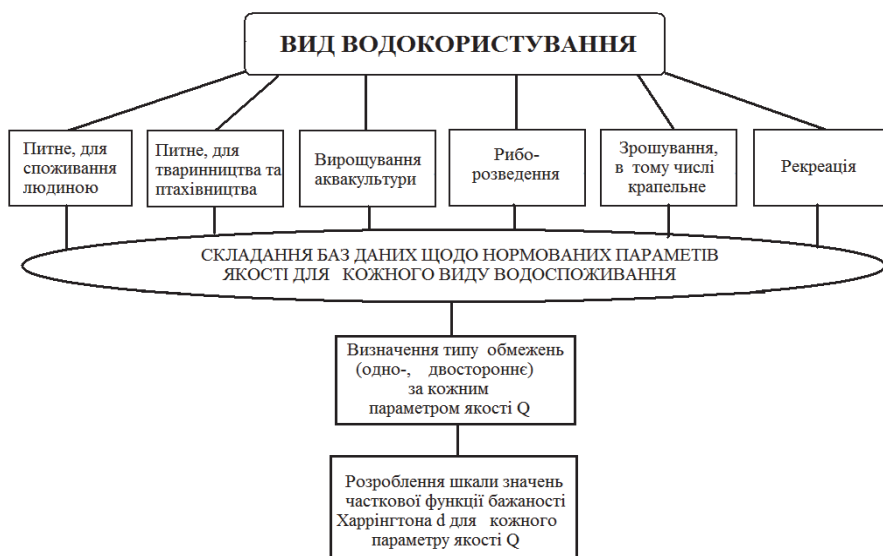 ВИД ВОДОКОРИСТУВАННЯ
Питне, для
споживання
людиною
Питне, для
тваринництва та
птахівництва
Вирощування
аквакультури
Рибо-
розведення
Зрошування,
в тому числі
крапельне
Рекреація
СКЛАДАННЯ БАЗ ДАНИХ ЩОДО НОРМОВАНИХ ПАРАМЕТІВ
ЯКОСТІ ДЛЯ КОЖНОГО ВИДУ ВОДОСПОЖИВАННЯ
Визначення типу обмежень
(одно-, двостороннє)
за кожним
параметром якості Q
Розроблення шкали значень
часткової функції бажаності
Харрінгтона d для кожного
параметру якості Q